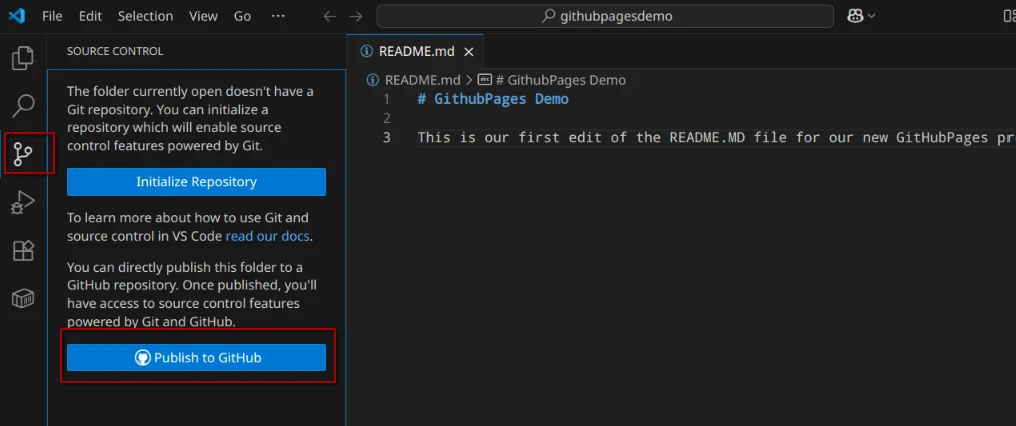 File Edit Selection View Go ··· githubpagesdemo
SOURCE CONTROL
The folder currently open doesn't have a
Git repository. You can initialize a
repository which will enable source
control features powered by Git.
Initialize Repository
To learn more about how to use Git and
source control in VS Code read our docs.
You can directly publish this folder to a
GitHub repository. Once published, you'll
have access to source control features
powered by Git and GitHub.
Publish to GitHub
README.md
README.md > abc # GithubPages Demo
1 # GithubPages Demo
2
3 This is our first edit of the README.MD file for our new GitHubPages pr